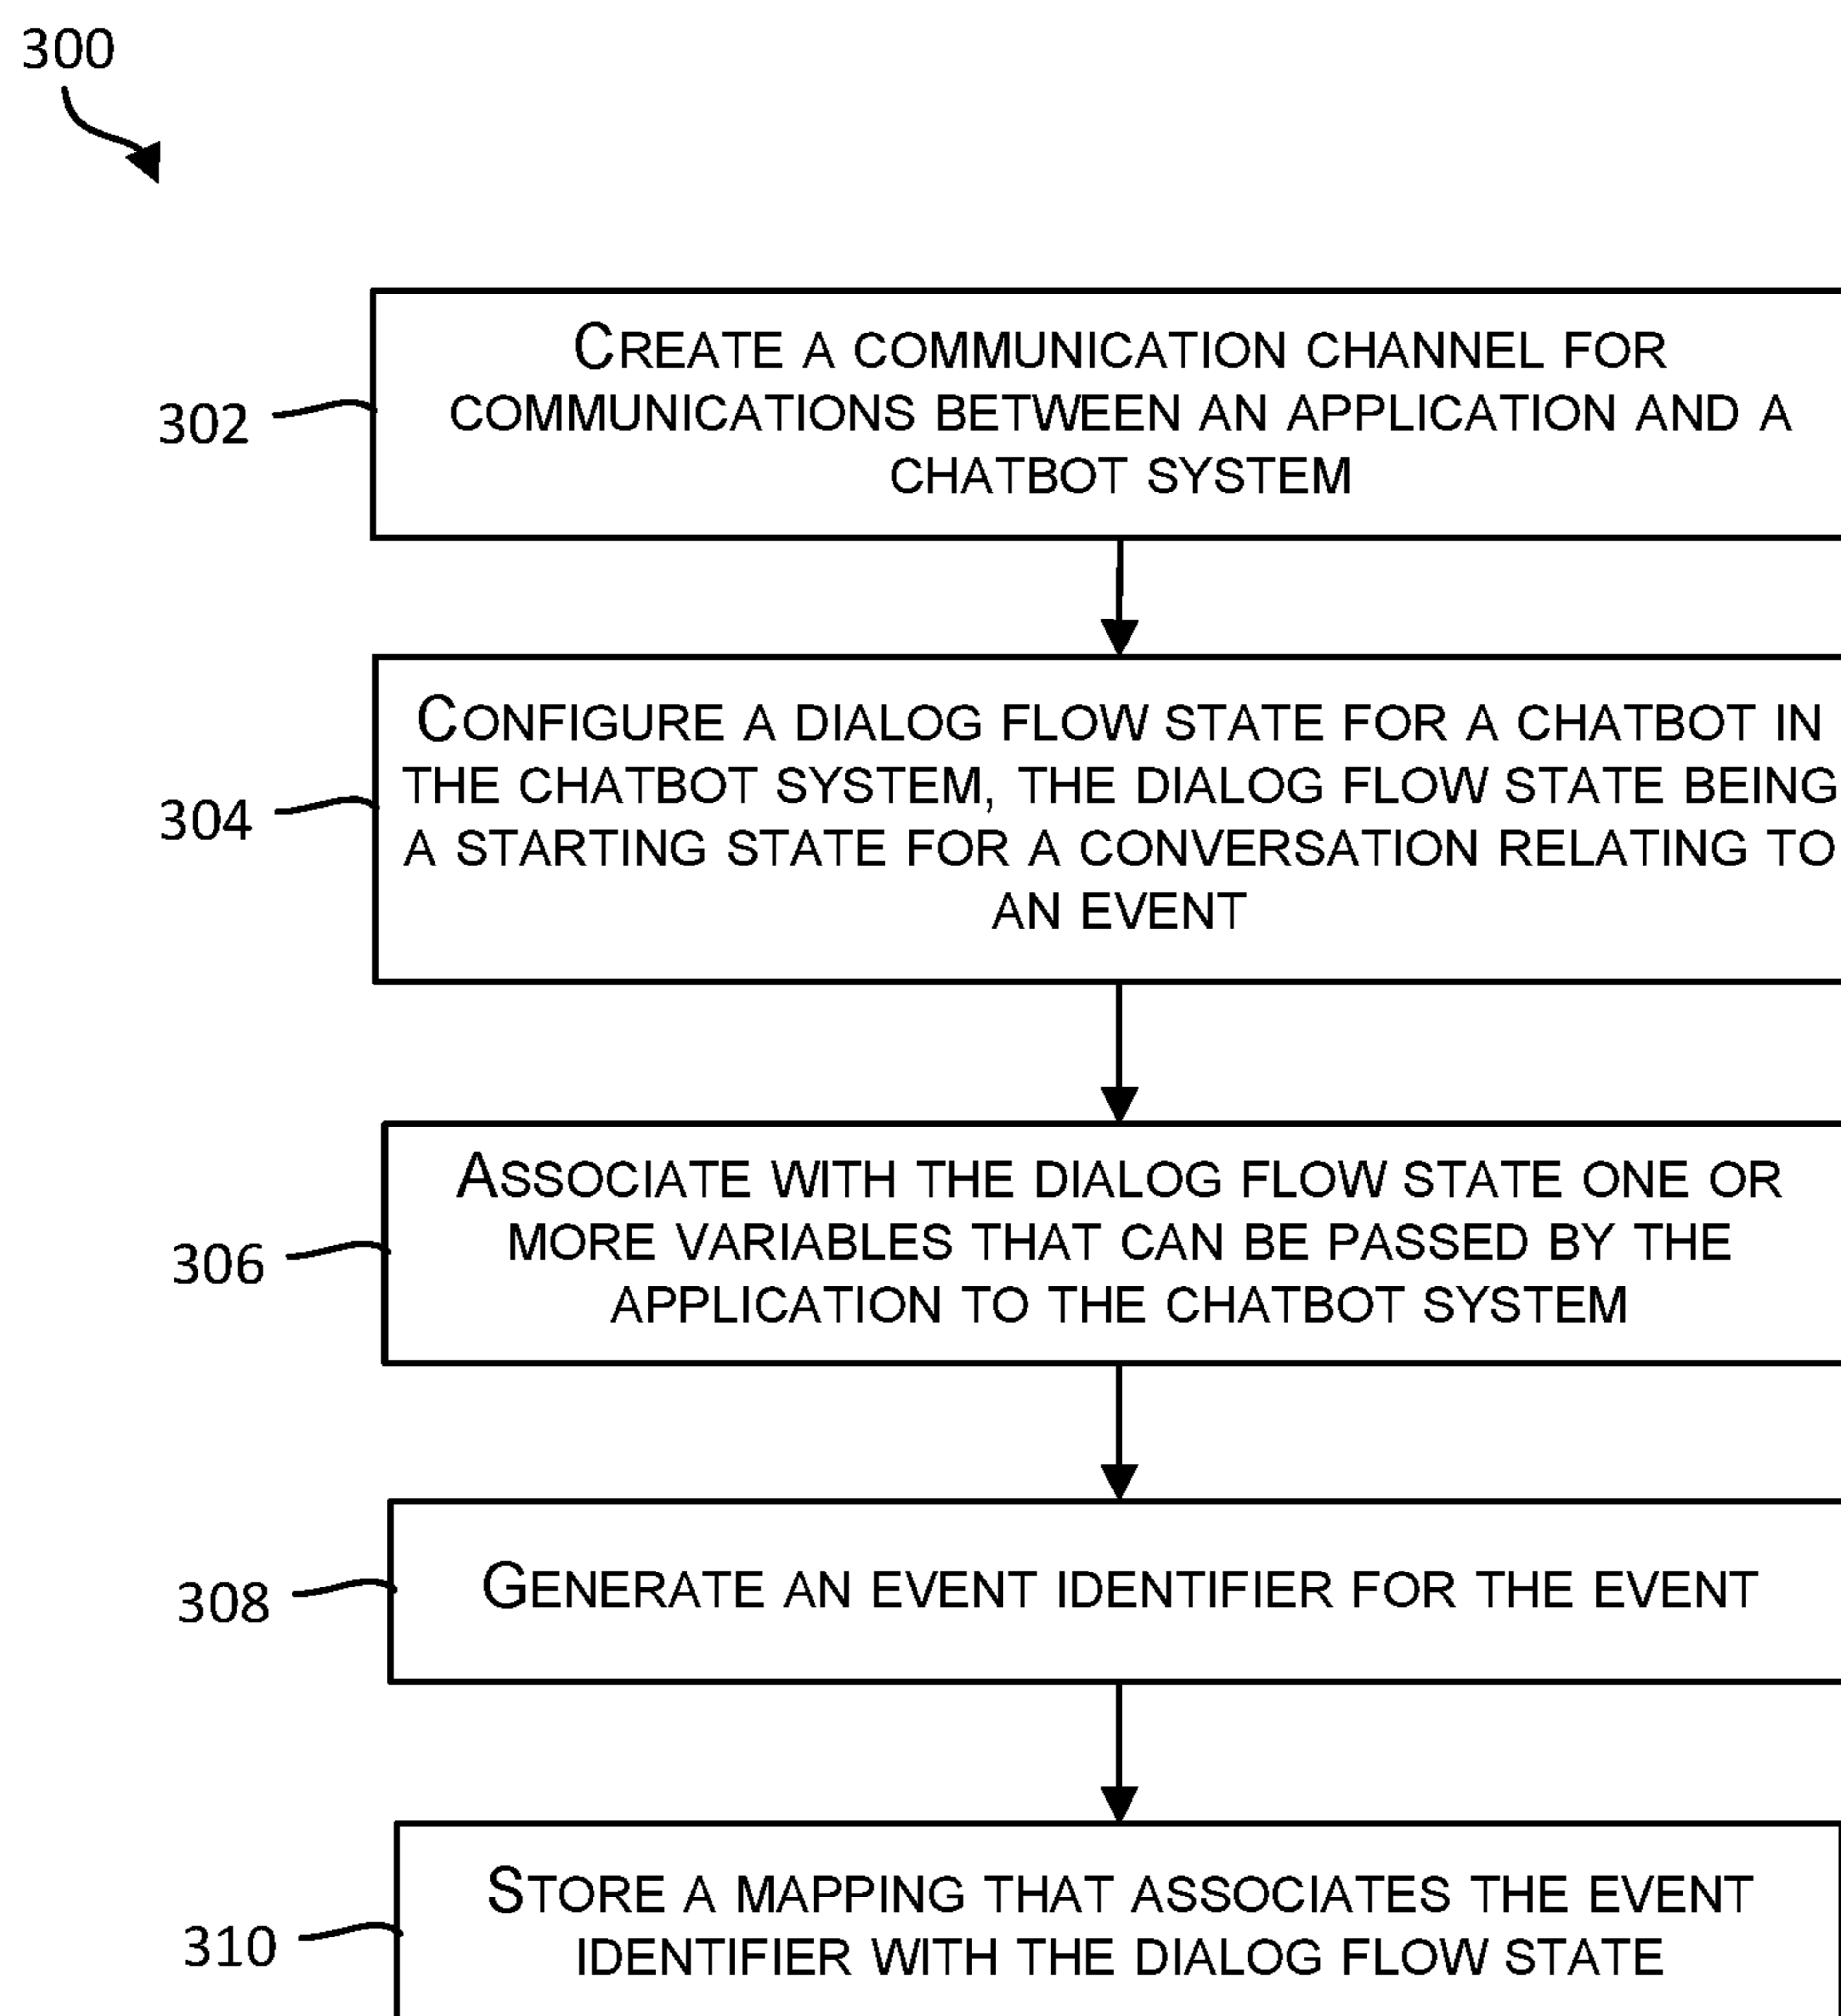 300
302
CREATE A COMMUNICATION CHANNEL FOR
COMMUNICATIONS BETWEEN AN APPLICATION AND A
CHATBOT SYSTEM
304
CONFIGURE A DIALOG FLOW STATE FOR A CHATBOT IN
THE CHATBOT SYSTEM, THE DIALOG FLOW STATE BEING
A STARTING STATE FOR A CONVERSATION RELATING TO
AN EVENT
306
ASSOCIATE WITH THE DIALOG FLOW STATE ONE OR
MORE VARIABLES THAT CAN BE PASSED BY THE
APPLICATION TO THE CHATBOT SYSTEM
308
GENERATE AN EVENT IDENTIFIER FOR THE EVENT
310
STORE A MAPPING THAT ASSOCIATES THE EVENT
IDENTIFIER WITH THE DIALOG FLOW STATE